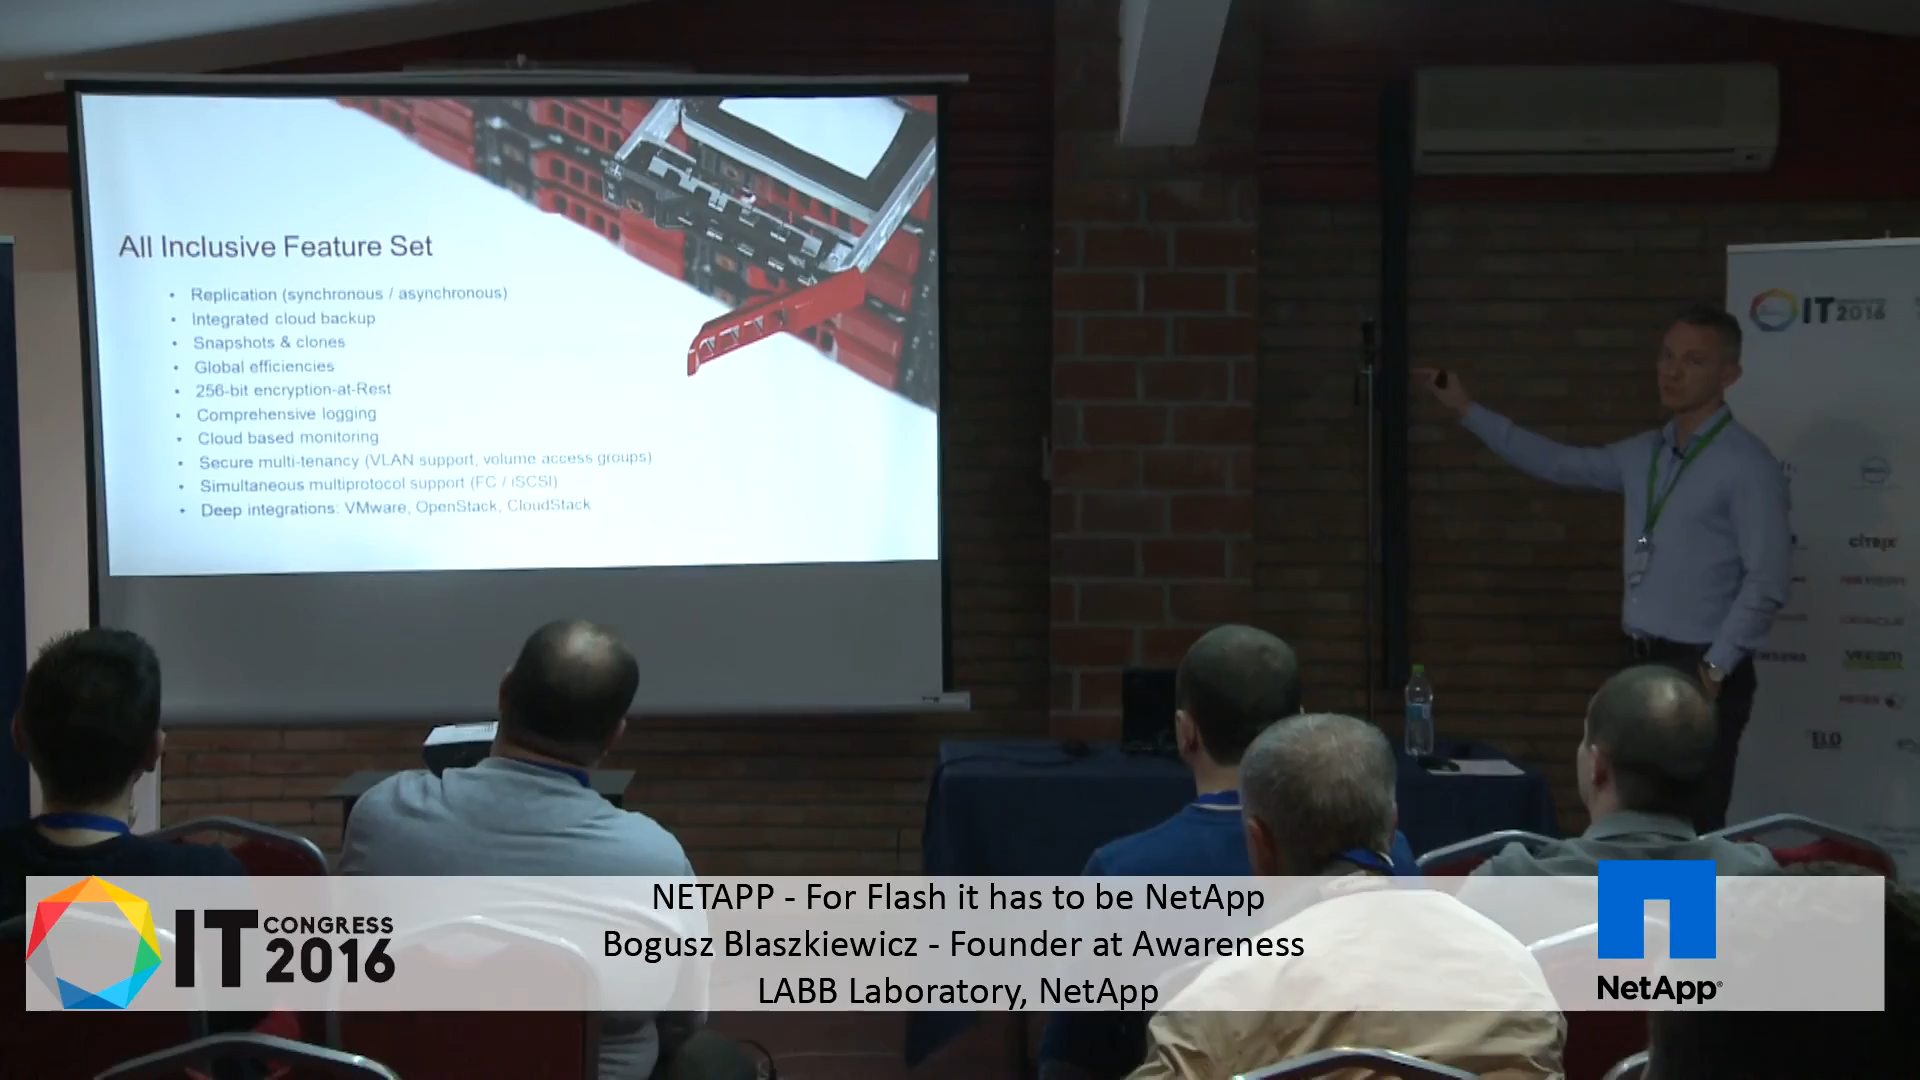 All Inclusive Feature Set
• Replication (synchronous / asynchronous)
• Integrated cloud backup
• Snapshots & clones
• Global efficiencies
• 256-bit encryption-at-Rest
• Comprehensive logging
• Cloud based monitoring
• Secure multi-tenancy (VLAN support, volume access groups)
• Simultaneous multiprotocol support (FC / iSCSI)
• Deep integrations: VMware, OpenStack, CloudStack
IT 2016
CITRIX
ORACLE
VEEAM
ELO
IT CONGRESS 2016
NETAPP - For Flash it has to be NetApp
Bogusz Blaszkiewicz - Founder at Awareness
LABB Laboratory, NetApp
NetApp®